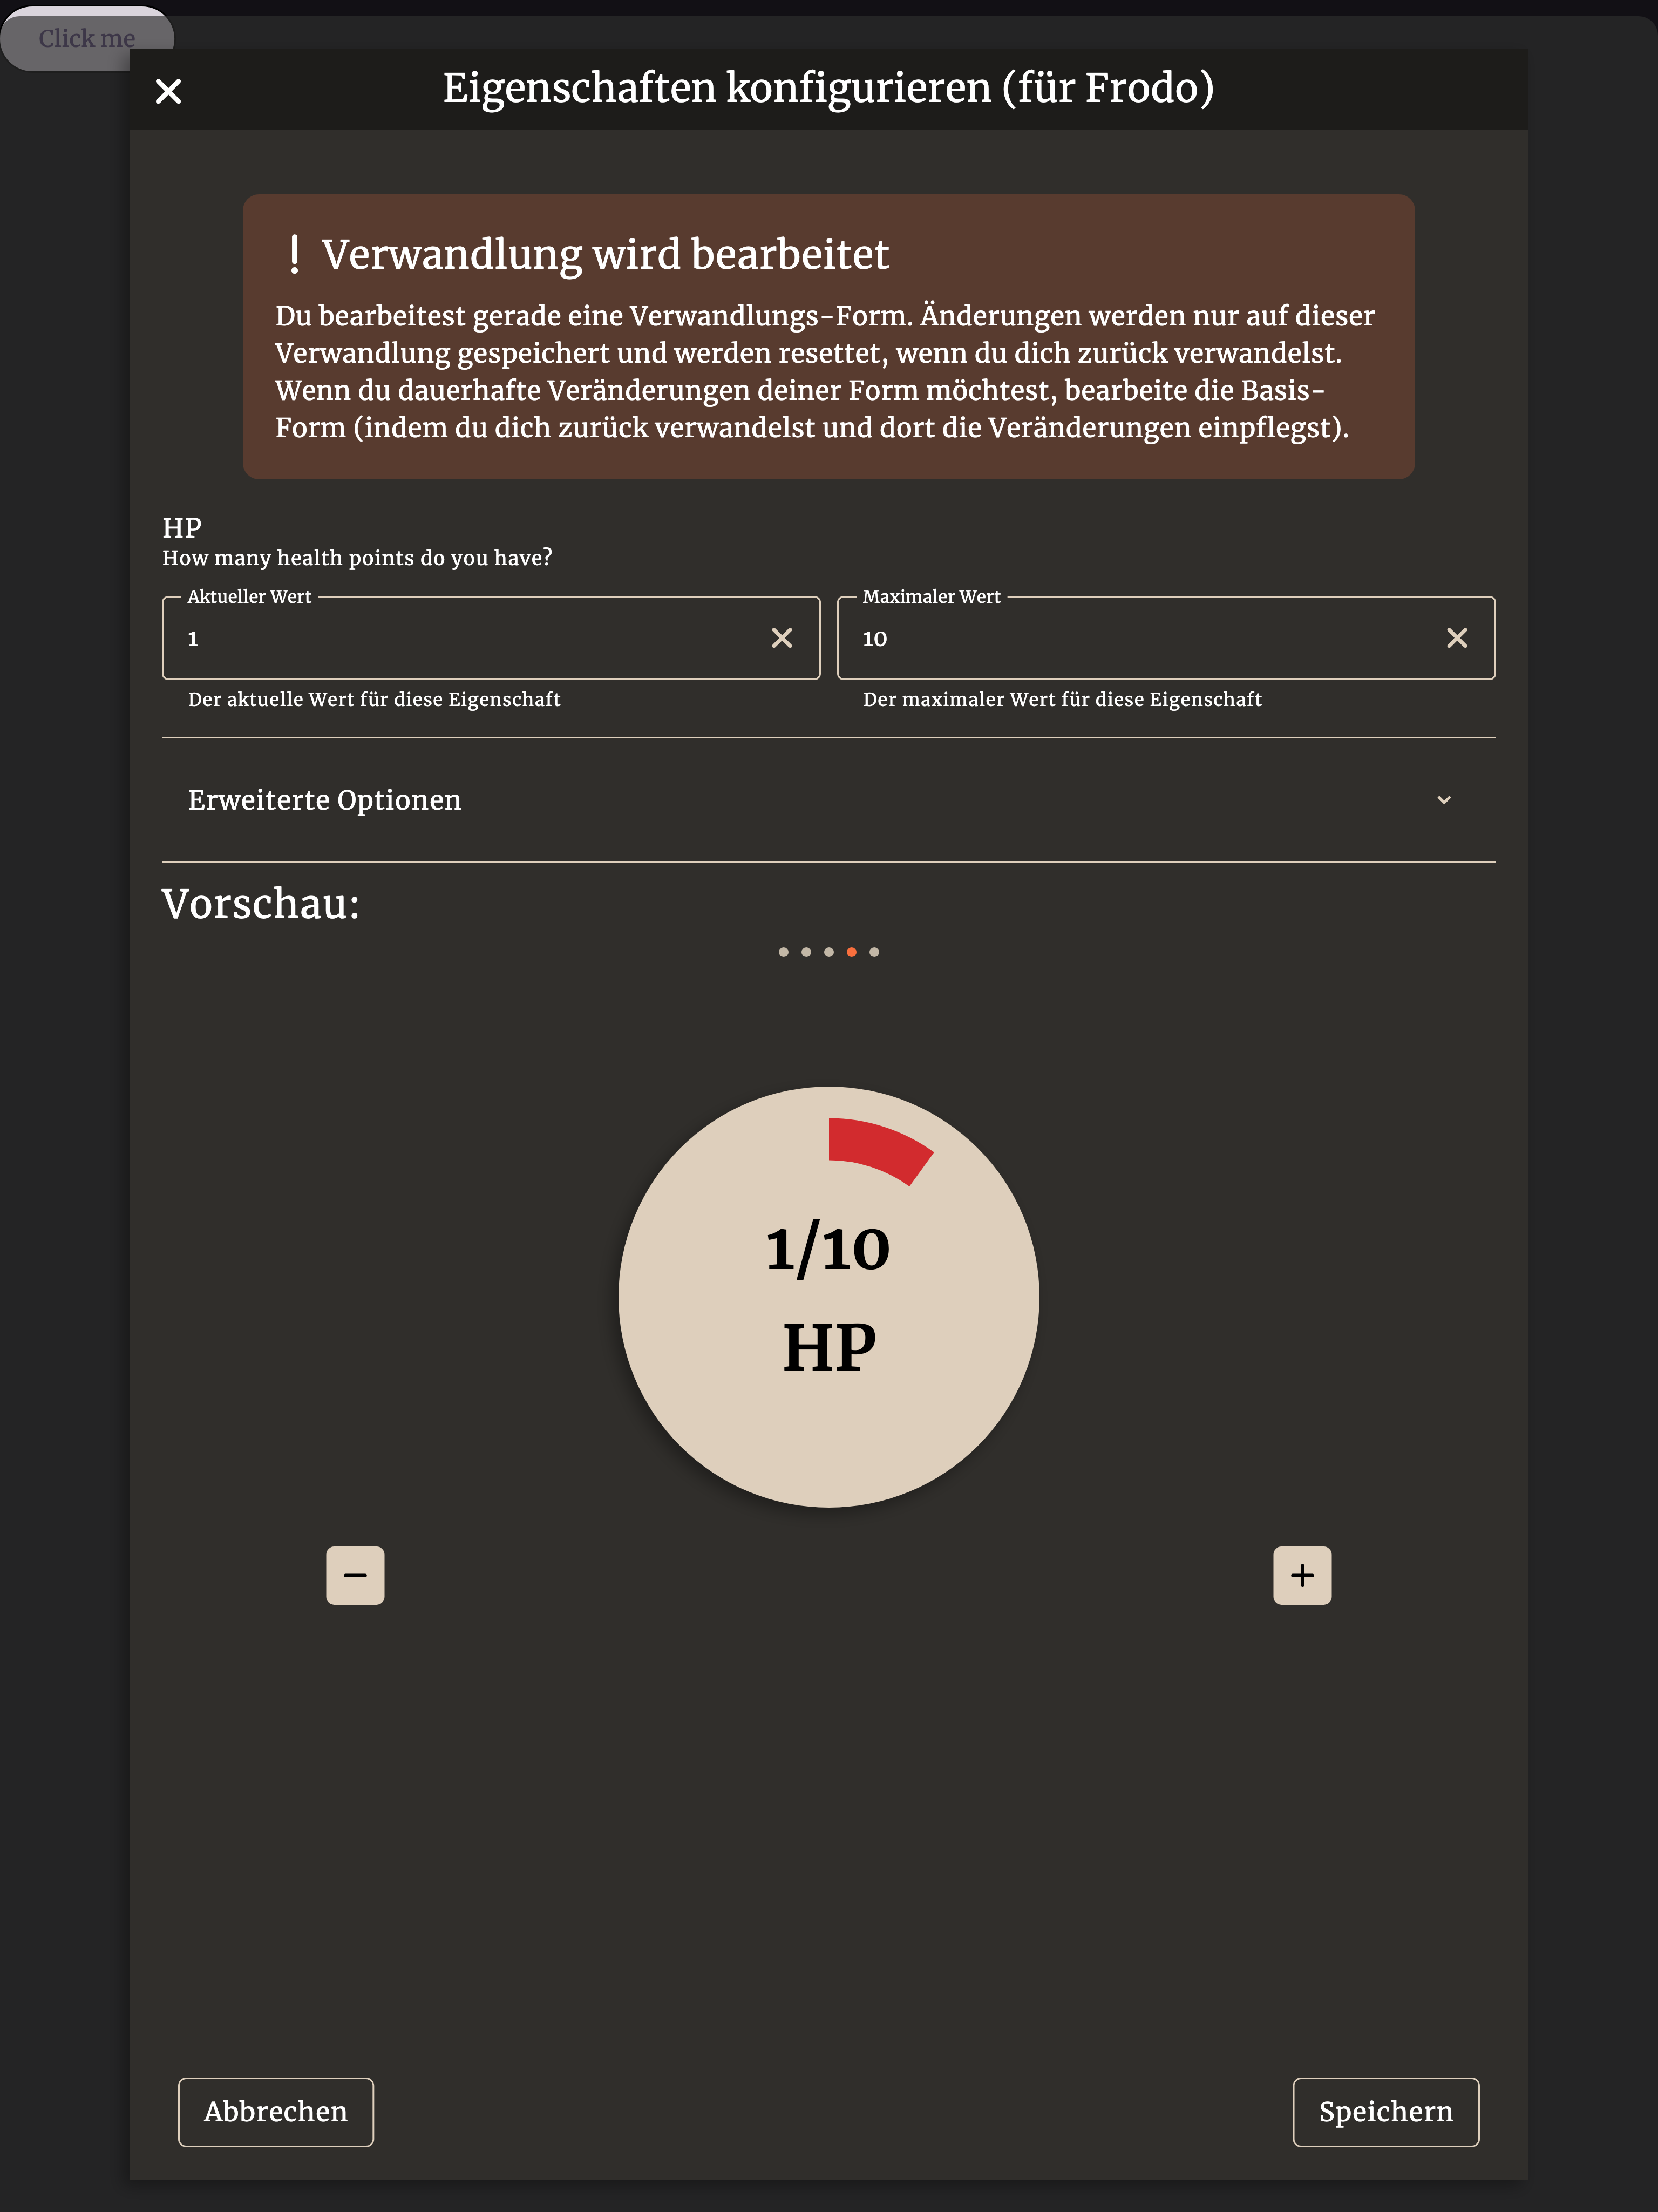 Click me
Eigenschaften konfigurieren (für Frodo)
! Verwandlung wird bearbeitet
Du bearbeitest gerade eine Verwandlungs-Form. Änderungen werden nur auf dieser
Verwandlung gespeichert und werden resettet, wenn du dich zurück verwandelst.
Wenn du dauerhafte Veränderungen deiner Form möchtest, bearbeite die Basis-
Form (indem du dich zurück verwandelst und dort die Veränderungen einpflegst).
HP
How many health points do you have?
Aktueller Wert
1
Der aktuelle Wert für diese Eigenschaft
Maximaler Wert
10
Der maximaler Wert für diese Eigenschaft
Erweiterte Optionen
Vorschau:
1/10
HP
Abbrechen
Speichern